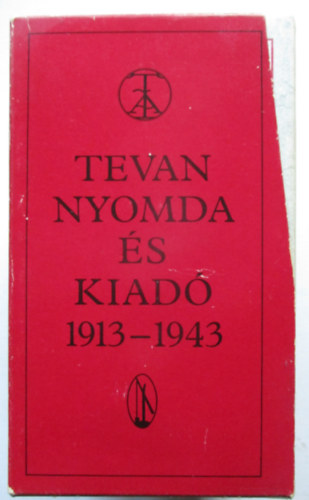 TEVAN
NYOMDA
ÉS
KIADÓ
1913–1943